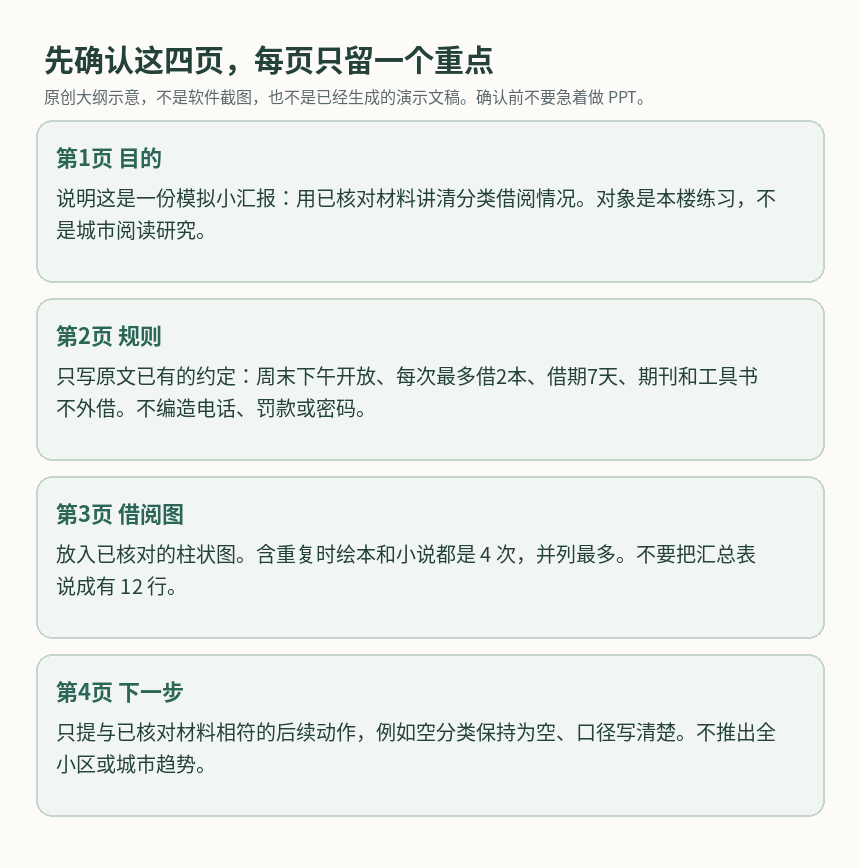 先确认这四页，每页只留一个重点
原创大纲示意，不是软件截图，也不是已经生成的演示文稿。确认前不要急着做 PPT。
第1页 目的
说明这是一份模拟小汇报：用已核对材料讲清分类借阅情况。对象是本楼练习，不
是城市阅读研究。
第2页 规则
只写原文已有的约定：周末下午开放、每次最多借2本、借期7天、期刊和工具书
不外借。不编造电话、罚款或密码。
第3页 借阅图
放入已核对的柱状图。含重复时绘本和小说都是 4 次，并列最多。不要把汇总表
说成有 12 行。
第4页 下一步
只提与已核对材料相符的后续动作，例如空分类保持为空、口径写清楚。不推出全
小区或城市趋势。